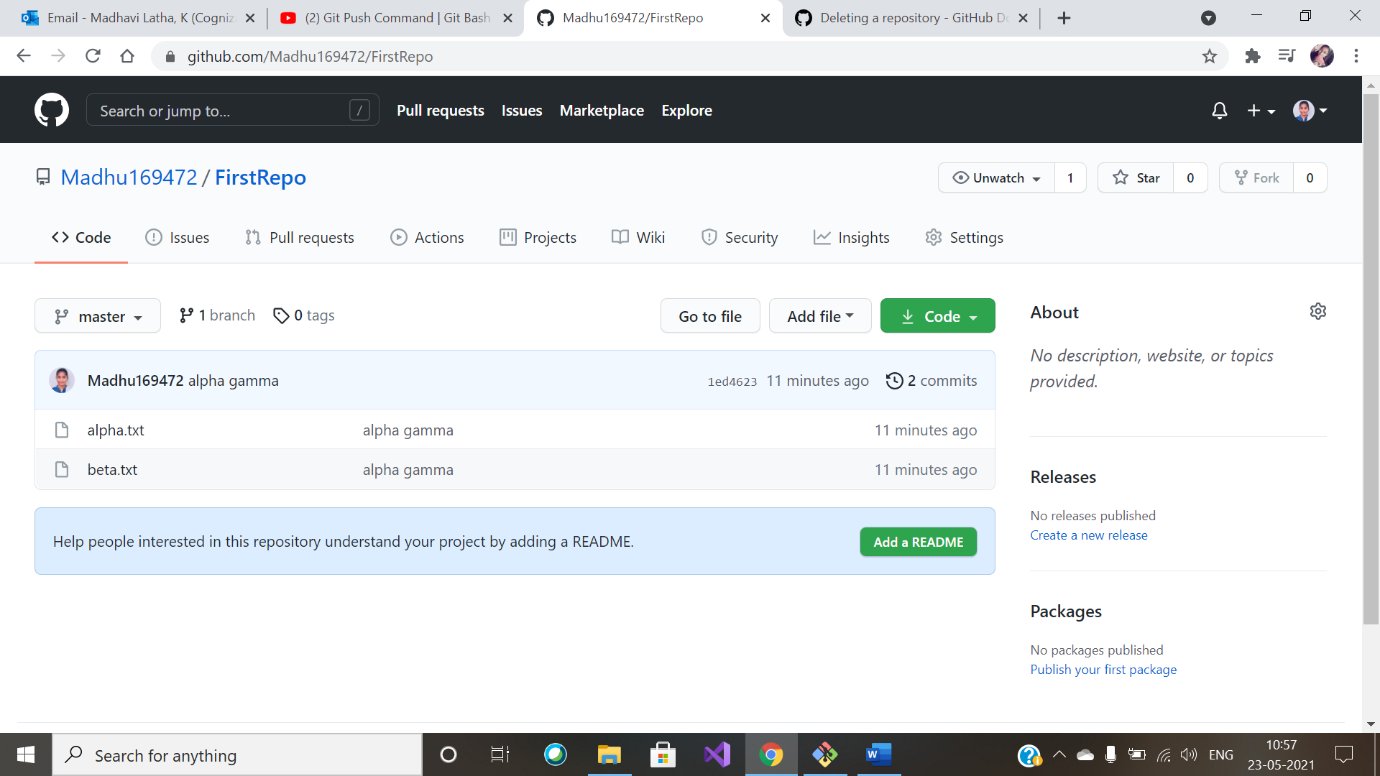 Email - Madhavi Latha, K (Cogniz
(2) Git Push Command | Git Bash
Madhu169472/FirstRepo
Deleting a repository - GitHub Do
github.com/Madhu169472/FirstRepo
Search or jump to...
/
Pull requests
Issues
Marketplace
Explore
Madhu169472 / FirstRepo
Unwatch 1
Star 0
Fork 0
Code
Issues
Pull requests
Actions
Projects
Wiki
Security
Insights
Settings
master
1 branch
0 tags
Go to file
Add file
Code
Madhu169472 alpha gamma
1ed4623 11 minutes ago
2 commits
alpha.txt
alpha gamma
11 minutes ago
beta.txt
alpha gamma
11 minutes ago
Help people interested in this repository understand your project by adding a README.
Add a README
About
No description, website, or topics
provided.
Releases
No releases published
Create a new release
Packages
No packages published
Publish your first package
Search for anything
ENG
10:57
23-05-2021